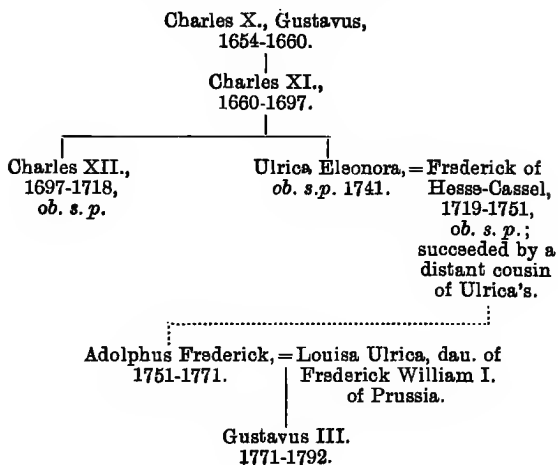 Charles X., Gustavus,
1654-1660.
Charles XI.,
1660-1697.
Charles XII.,
1697-1718,
ob. s. p.
Ulrica Eleonora, =
ob. s.p. 1741.
Frederick of
Hesse-Cassel,
1719-1751,
ob. s. p.;
succeeded by a
distant cousin
of Ulrica's.
Adolphus Frederick, =
1751-1771.
Louisa Ulrica, dau. of
Frederick William I.
of Prussia.
Gustavus III.
1771-1792.